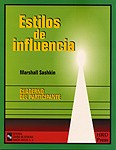 Estilos de
influencia
Marshall Sashkin
CUADERNO
DEL PARTICIPANTE